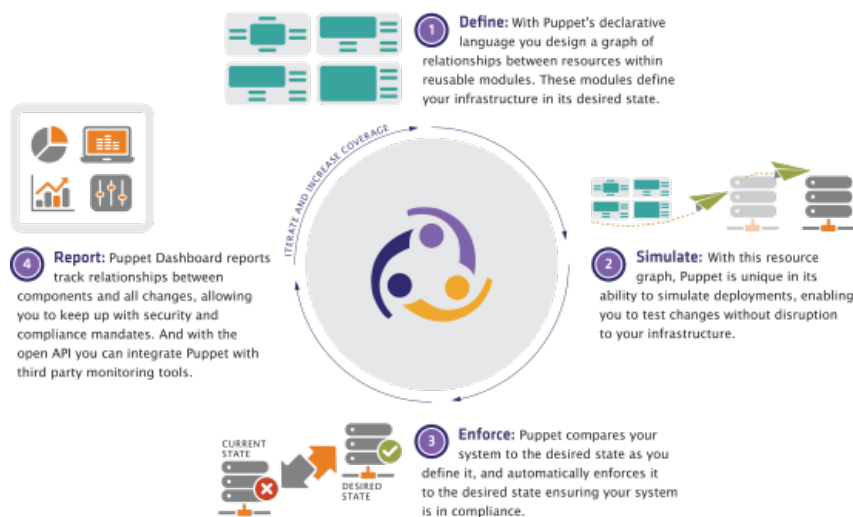 1 Define: With Puppet's declarative
language you design a graph of
relationships between resources within
reusable modules. These modules define
your infrastructure in its desired state.
ITERATE AND INCREASE COVERAGE
2 Simulate: With this resource
graph, Puppet is unique in its
ability to simulate deployments, enabling
you to test changes without disruption
to your infrastructure.
4 Report: Puppet Dashboard reports
track relationships between
components and all changes, allowing
you to keep up with security and
compliance mandates. And with the
open API you can integrate Puppet with
third party monitoring tools.
CURRENT
STATE
DESIRED
STATE
3 Enforce: Puppet compares your
system to the desired state as you
define it, and automatically enforces it
to the desired state ensuring your system
is in compliance.